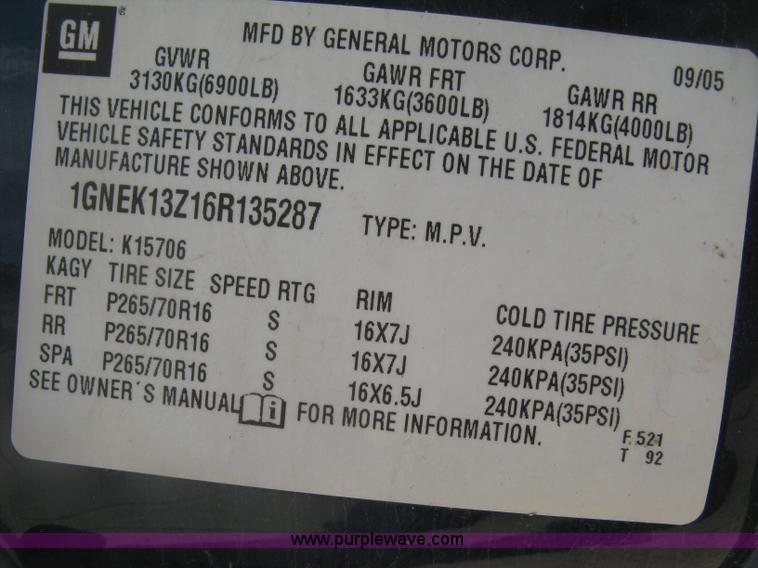 GM
MFD BY GENERAL MOTORS CORP.
09/05
GVWR GAWR FRT GAWR RR
3130KG(6900LB) 1633KG(3600LB) 1814KG(4000LB)
THIS VEHICLE CONFORMS TO ALL APPLICABLE U.S. FEDERAL MOTOR
VEHICLE SAFETY STANDARDS IN EFFECT ON THE DATE OF
MANUFACTURE SHOWN ABOVE.
1GNEK13Z16R135287 TYPE: M.P.V.
MODEL: K15706
KAGY TIRE SIZE SPEED RTG RIM COLD TIRE PRESSURE
FRT P265/70R16 S 16X7J 240KPA(35PSI)
RR P265/70R16 S 16X7J 240KPA(35PSI)
SPA P265/70R16 S 16X6.5J 240KPA(35PSI)
SEE OWNER´S MANUAL i FOR MORE INFORMATION.
F. 521
T 92
www.purplewave.com